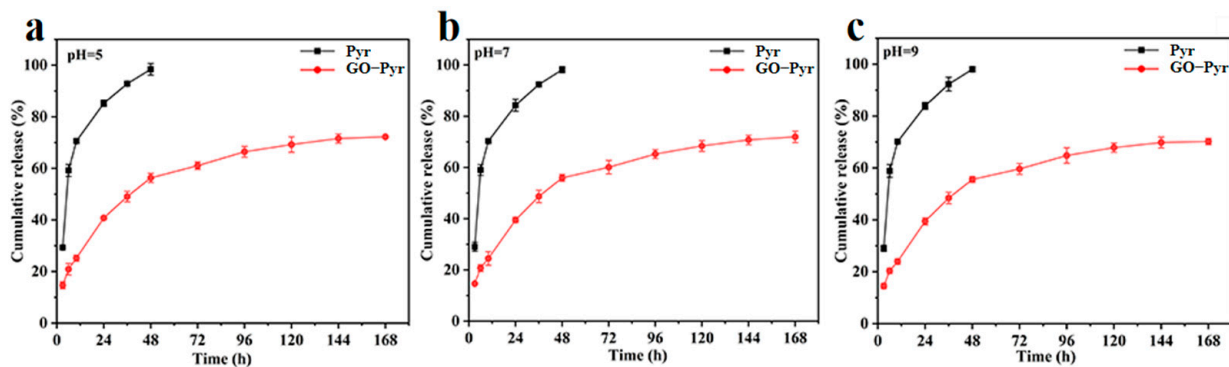 a
pH=5
Pyr
GO−Pyr
Cumulative release (%)
100
80
60
40
20
0
0 24 48 72 96 120 144 168
Time (h)
b
pH=7
Pyr
GO−Pyr
Cumulative release (%)
100
80
60
40
20
0
0 24 48 72 96 120 144 168
Time (h)
c
pH=9
Pyr
GO−Pyr
Cumulative release (%)
100
80
60
40
20
0
0 24 48 72 96 120 144 168
Time (h)